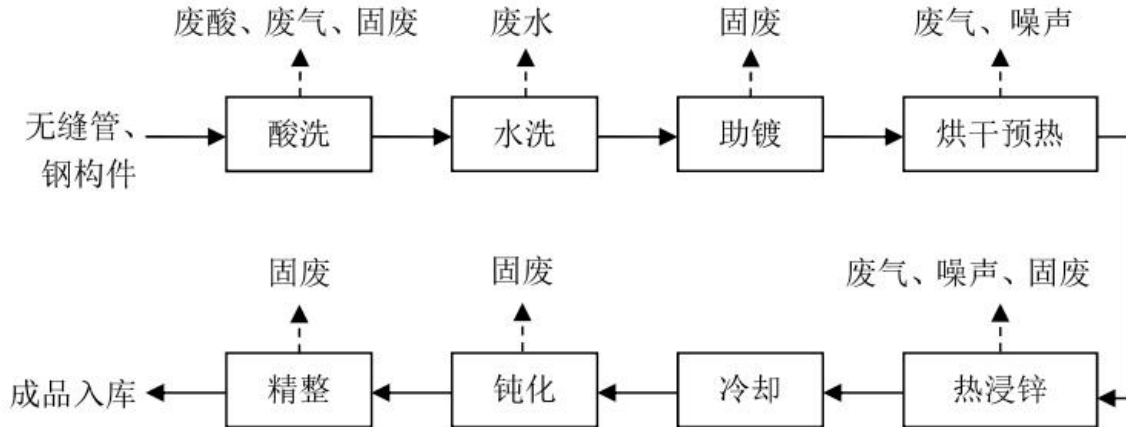 废酸、废气、固废
废水
固废
废气、噪声
无缝管、
钢构件
酸洗
水洗
助镀
烘干预热
固废
固废
废气、噪声、固废
成品入库
精整
钝化
冷却
热浸锌